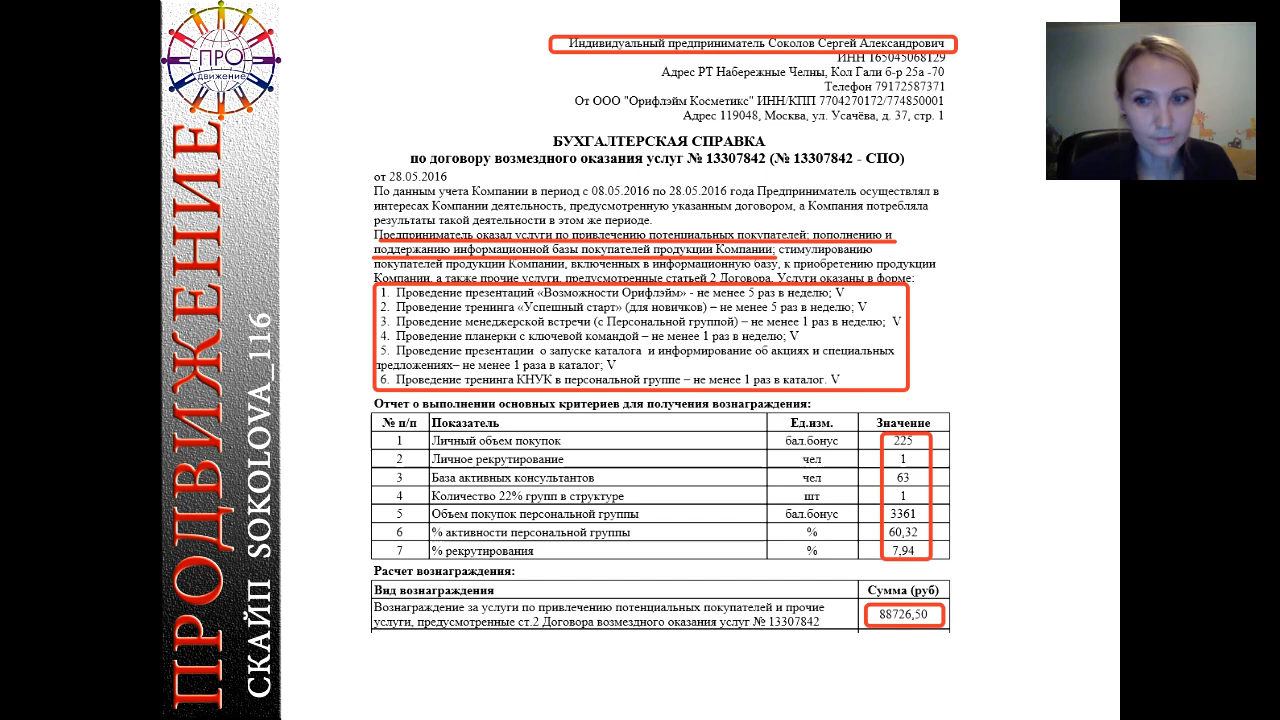 ПРО
движение
ПРОДВИЖЕНИЕ
СКАЙП SOKOLOVA_116
Индивидуальный предприниматель Соколов Сергей Александрович
ИНН 165045068129
Адрес РТ Набережные Челны, Кол Гали б-р 25а -70
Телефон 79172587371
От ООО "Орифлэйм Косметикс" ИНН/КПП 7704270172/774850001
Адрес 119048, Москва, ул. Усачёва, д. 37, стр. 1
БУХГАЛТЕРСКАЯ СПРАВКА
по договору возмездного оказания услуг № 13307842 (№ 13307842 - СПО)
от 28.05.2016
По данным учета Компании в период с 08.05.2016 по 28.05.2016 года Предприниматель осуществлял в
интересах Компании деятельность, предусмотренную указанным договором, а Компания потребляла
результаты такой деятельности в этом же периоде.
Предприниматель оказал услуги по привлечению потенциальных покупателей; пополнению и
поддержанию информационной базы покупателей продукции Компании; стимулированию
покупателей продукции Компании, включенных в информационную базу, к приобретению продукции
Компании, а также прочие услуги, предусмотренные статьей 2 Договора. Услуги оказаны в форме:
1. Проведение презентаций «Возможности Орифлэйм» - не менее 5 раз в неделю; V
2. Проведение тренинга «Успешный старт» (для новичков) – не менее 5 раз в неделю; V
3. Проведение менеджерской встречи (с Персональной группой) – не менее 1 раз в неделю; V
4. Проведение планерки с ключевой командой – не менее 1 раз в неделю; V
5. Проведение презентации о запуске каталога и информирование об акциях и специальных
предложениях– не менее 1 раза в каталог; V
6. Проведение тренинга КНУК в персональной группе – не менее 1 раз в каталог. V
Отчет о выполнении основных критериев для получения вознаграждения:
№ п/п Показатель Ед.изм. Значение
1 Личный объем покупок бал.бонус 225
2 Личное рекрутирование чел 1
3 База активных консультантов чел 63
4 Количество 22% групп в структуре шт 1
5 Объем покупок персональной группы бал.бонус 3361
6 % активности персональной группы % 60,32
7 % рекрутирования % 7,94
Расчет вознаграждения:
Вид вознаграждения Сумма (руб)
Вознаграждение за услуги по привлечению потенциальных покупателей и прочие
услуги, предусмотренные ст.2 Договора возмездного оказания услуг № 13307842 88726,50